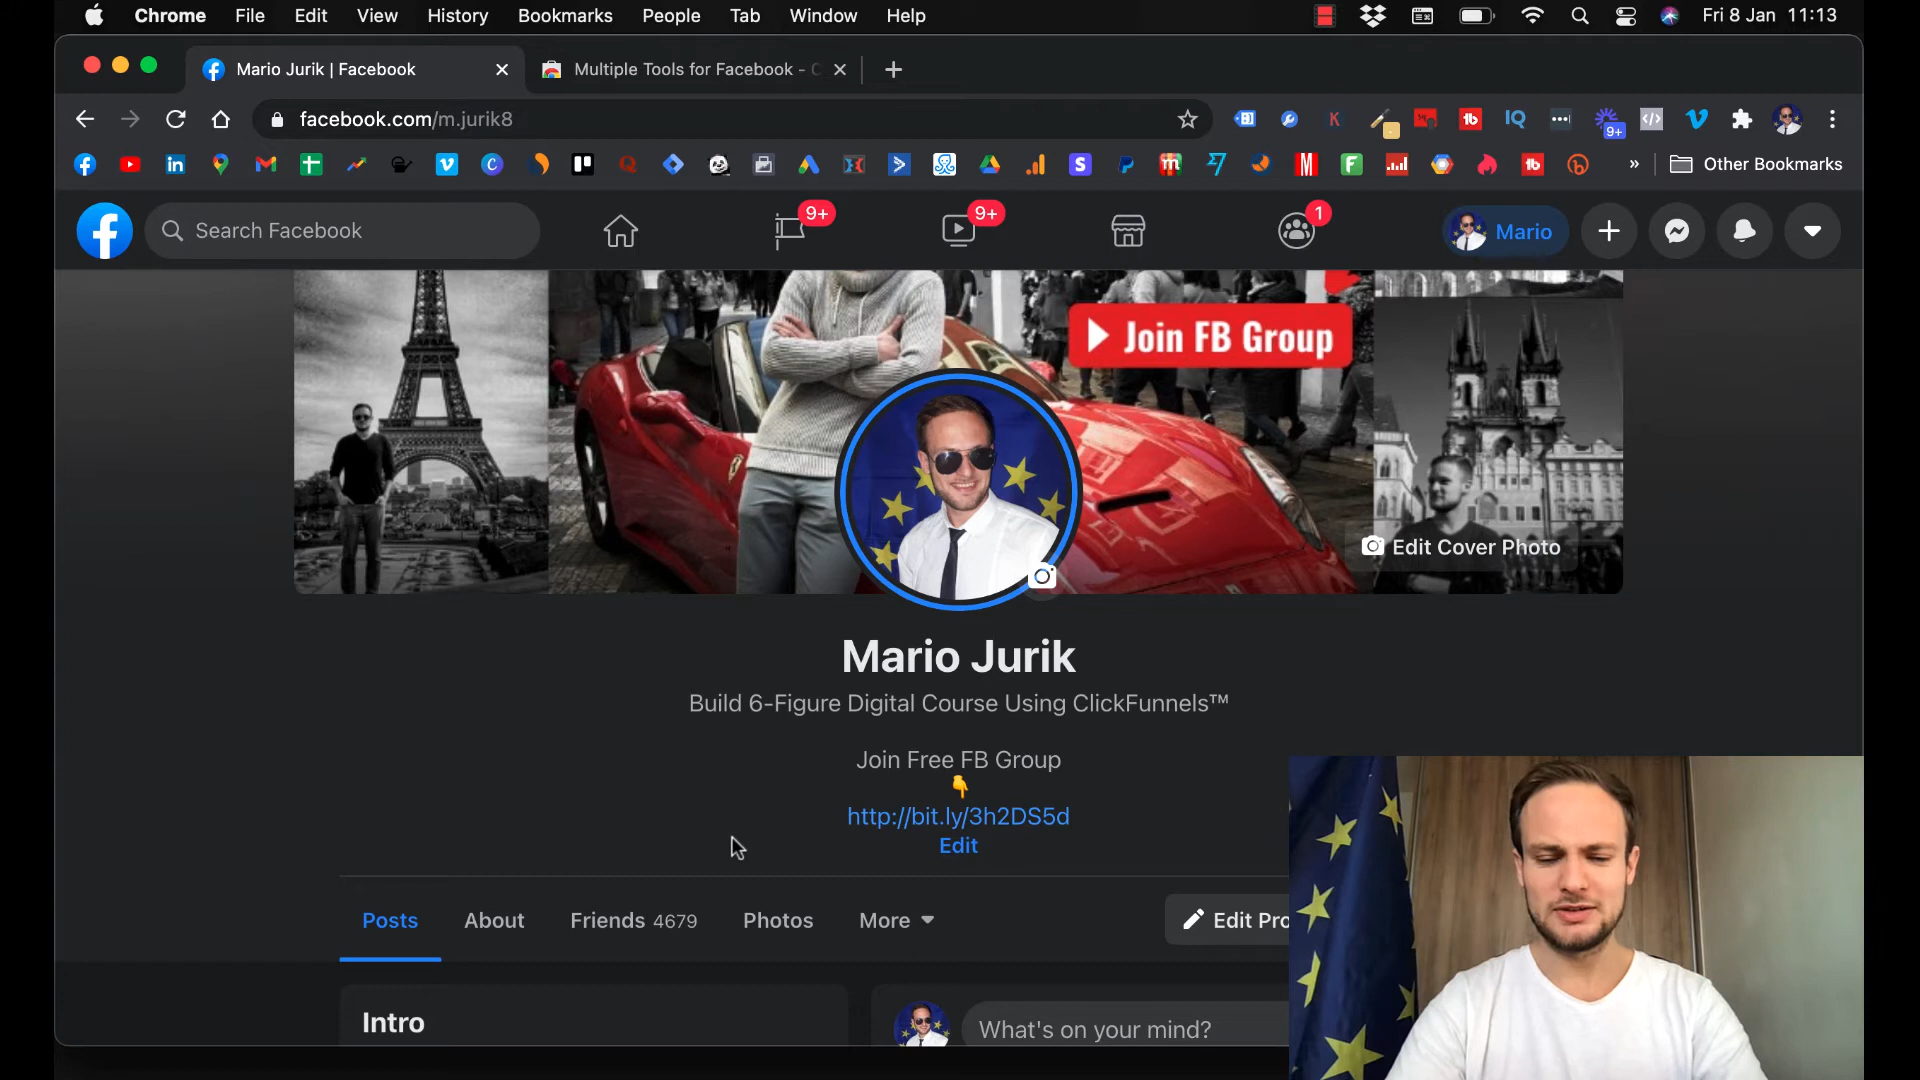 Chrome File Edit View History Bookmarks People Tab Window Help Fri 8 Jan 11:13
Mario Jurik | Facebook Multiple Tools for Facebook - C
facebook.com/m.jurik8
9+
Other Bookmarks
Search Facebook 9+ 9+ 1 Mario
Join FB Group
Edit Cover Photo
Mario Jurik
Build 6-Figure Digital Course Using ClickFunnels™
Join Free FB Group
http://bit.ly/3h2DS5d
Edit
Posts About Friends 4679 Photos More Edit Pro
Intro
What's on your mind?